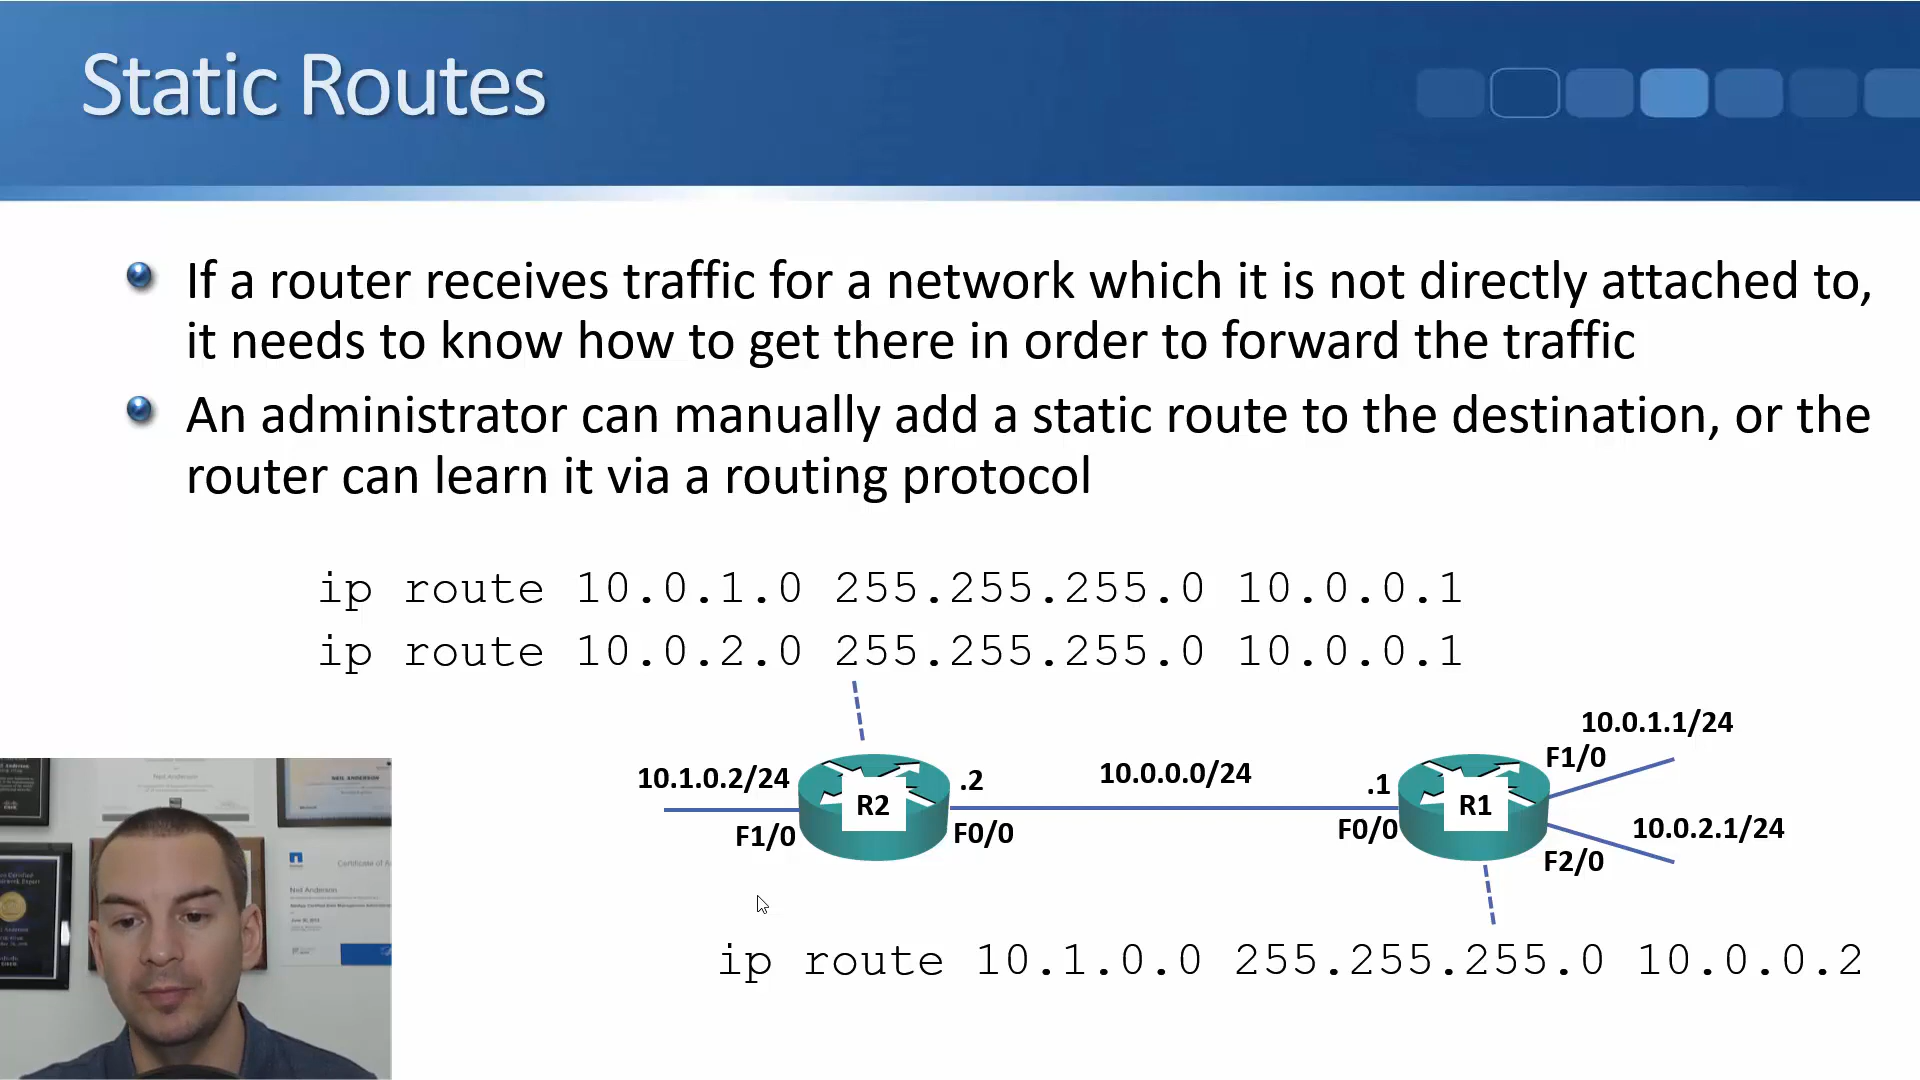 Static Routes
If a router receives traffic for a network which it is not directly attached to,
it needs to know how to get there in order to forward the traffic
An administrator can manually add a static route to the destination, or the
router can learn it via a routing protocol
ip route 10.0.1.0 255.255.255.0 10.0.0.1
ip route 10.0.2.0 255.255.255.0 10.0.0.1
10.0.1.1/24
F1/0
10.1.0.2/24
.2
10.0.0.0/24
.1
R2
R1
F1/0
F0/0
F0/0
10.0.2.1/24
F2/0
ip route 10.1.0.0 255.255.255.0 10.0.0.2
Neil Anderson
NEIL ANDERSON
Neil Anderson